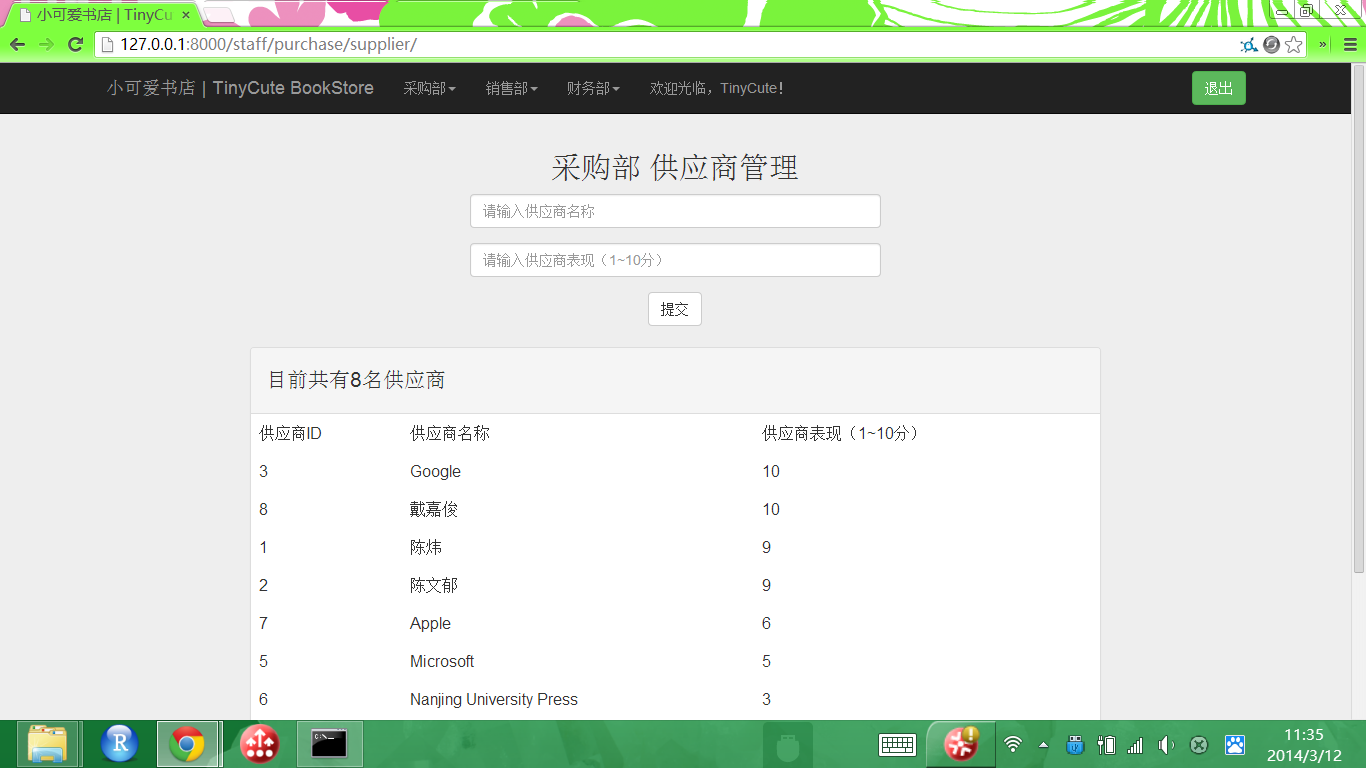 小可爱书店 | TinyCu
127.0.0.1:8000/staff/purchase/supplier/
小可爱书店 | TinyCute BookStore 采购部 销售部 财务部 欢迎光临，TinyCute! 退出
采购部 供应商管理
请输入供应商名称
请输入供应商表现（1~10分）
提交
目前共有8名供应商
供应商ID 供应商名称 供应商表现（1~10分）
3 Google 10
8 戴嘉俊 10
1 陈炜 9
2 陈文郁 9
7 Apple 6
5 Microsoft 5
6 Nanjing University Press 3
R
C:\.
11:35
2014/3/12